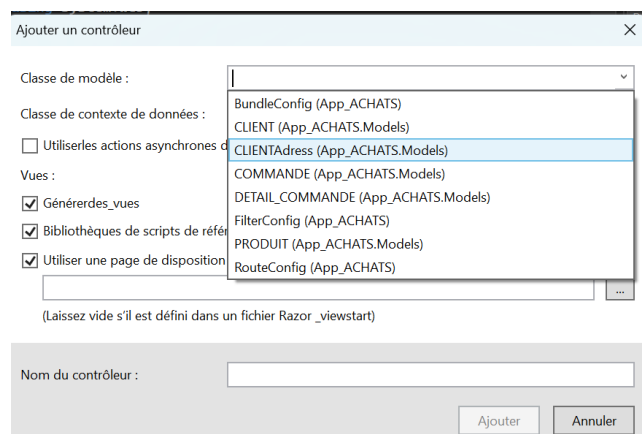 Ajouter un contrôleur
Classe de modèle :
BundleConfig (App_ACHATS)
Classe de contexte de données :
CLIENT (App_ACHATS.Models)
Utiliserles actions asynchrones d
CLIENTAdress (App_ACHATS.Models)
Vues :
COMMANDE (App_ACHATS.Models)
Générerdes_vues
DETAIL_COMMANDE (App_ACHATS.Models)
Bibliothèques de scripts de référ
FilterConfig (App_ACHATS)
PRODUIT (App_ACHATS.Models)
Utiliser une page de disposition
RouteConfig (App_ACHATS)
...
(Laissez vide s'il est défini dans un fichier Razor _viewstart)
Nom du contrôleur :
Ajouter Annuler